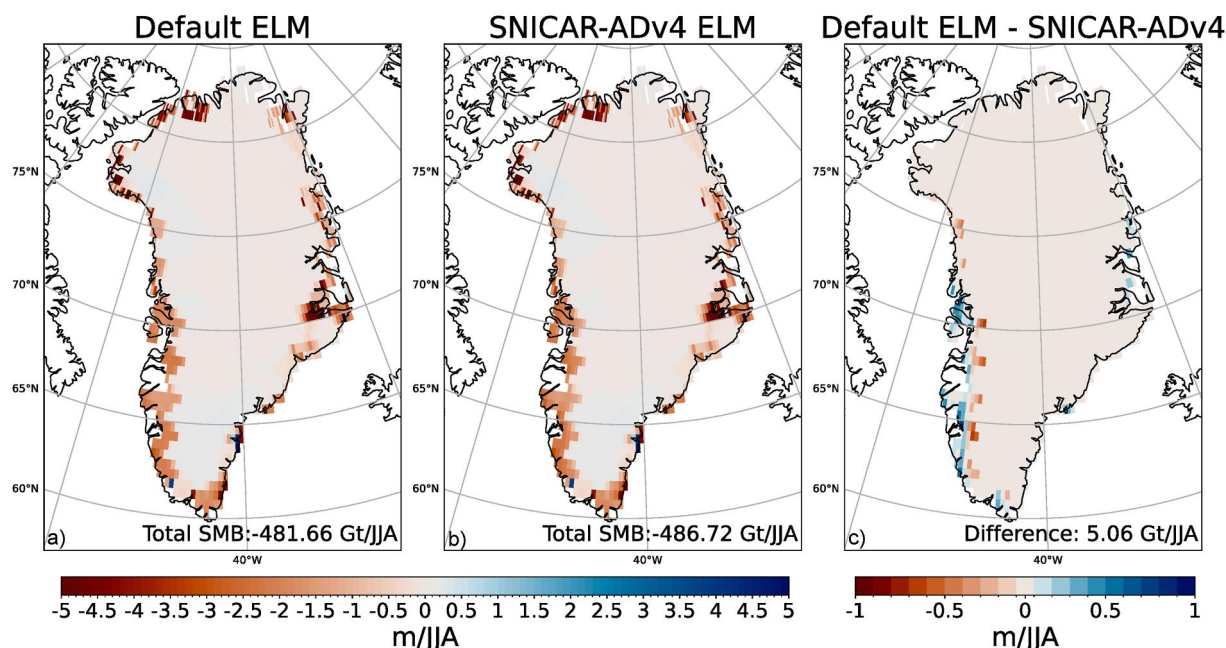 Default ELM
SNICAR-ADv4 ELM
Default ELM - SNICAR-ADv4
75°N
70°N
65°N
60°N
a)
Total SMB:-481.66 Gt/JJA
40°W
75°N
70°N
65°N
60°N
b)
Total SMB:-486.72 Gt/JJA
40°W
75°N
70°N
65°N
60°N
c)
Difference: 5.06 Gt/JJA
40°W
-5 -4.5 -4 -3.5 -3 -2.5 -2 -1.5 -1 -0.5 0 0.5 1 1.5 2 2.5 3 3.5 4 4.5 5
m/JJA
-1 -0.5 0 0.5 1
m/JJA